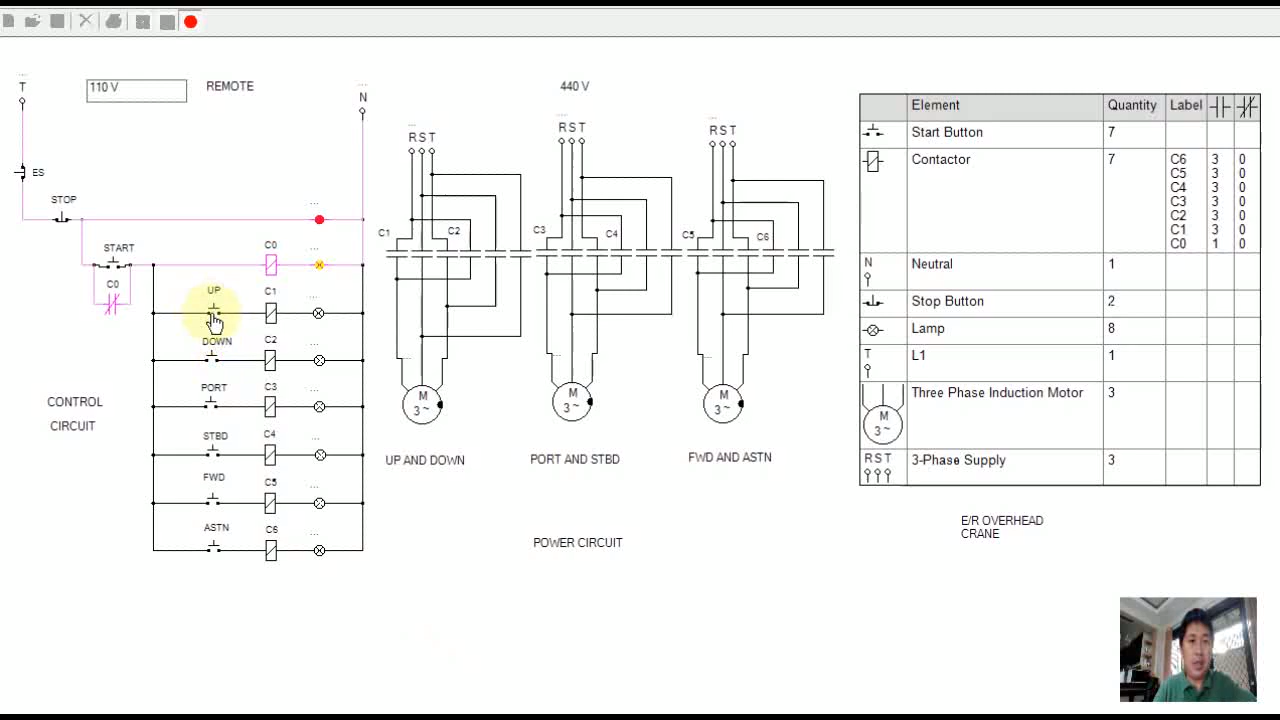 T
110 V
REMOTE
N
440 V
R S T
R S T
R S T
ES
STOP
START
C0
C0
UP
C1
DOWN
C2
PORT
C3
STBD
C4
FWD
C5
ASTN
C6
CONTROL
CIRCUIT
C1
C2
C3
C4
C5
C6
M
3 ~
M
3 ~
M
3 ~
UP AND DOWN
PORT AND STBD
FWD AND ASTN
POWER CIRCUIT
Element Quantity Label
Start Button 7
Contactor 7 C6 3 0
C5 3 0
C4 3 0
C3 3 0
C2 3 0
C1 3 0
C0 1 0
N Neutral 1
Stop Button 2
Lamp 8
T L1 1
Three Phase Induction Motor 3
M
3 ~
R S T 3-Phase Supply 3
E/R OVERHEAD
CRANE